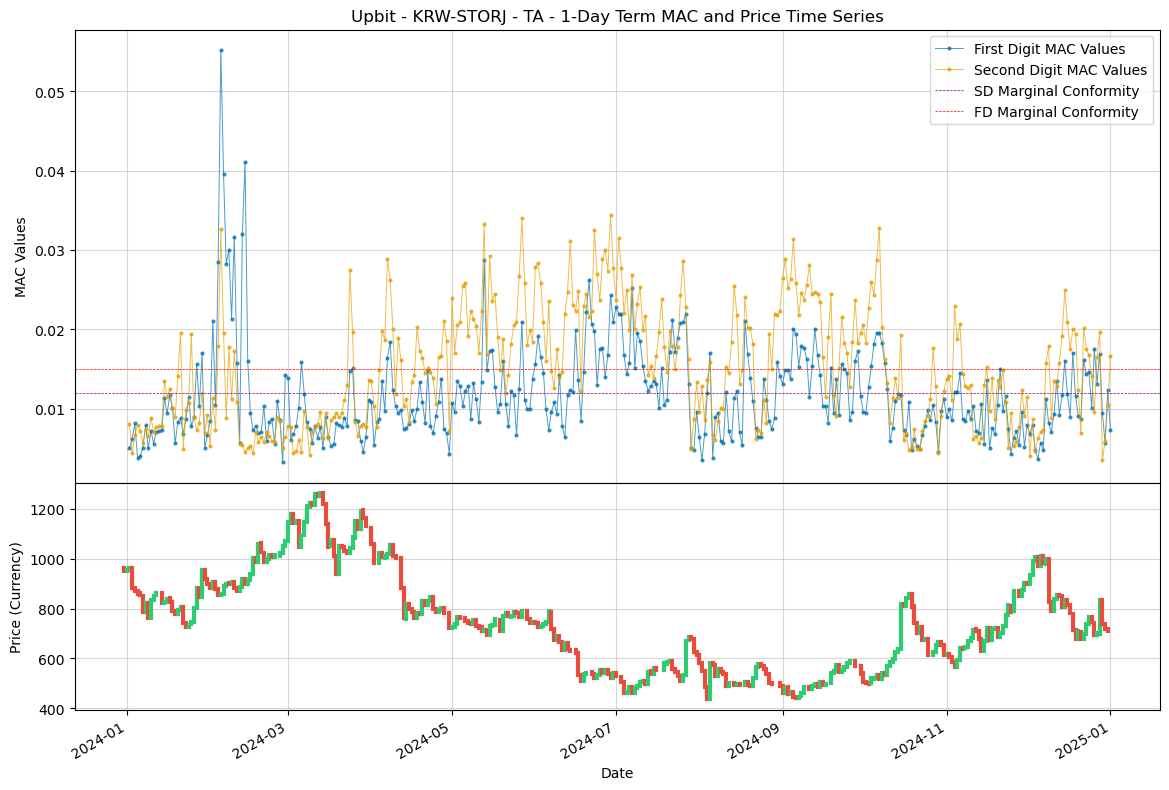 Upbit - KRW-STORJ - TA - 1-Day Term MAC and Price Time Series
First Digit MAC Values
Second Digit MAC Values
SD Marginal Conformity
FD Marginal Conformity
MAC Values
0.05
0.04
0.03
0.02
0.01
Price (Currency)
1200
1000
800
600
400
2024-01
2024-03
2024-05
2024-07
2024-09
2024-11
2025-01
Date